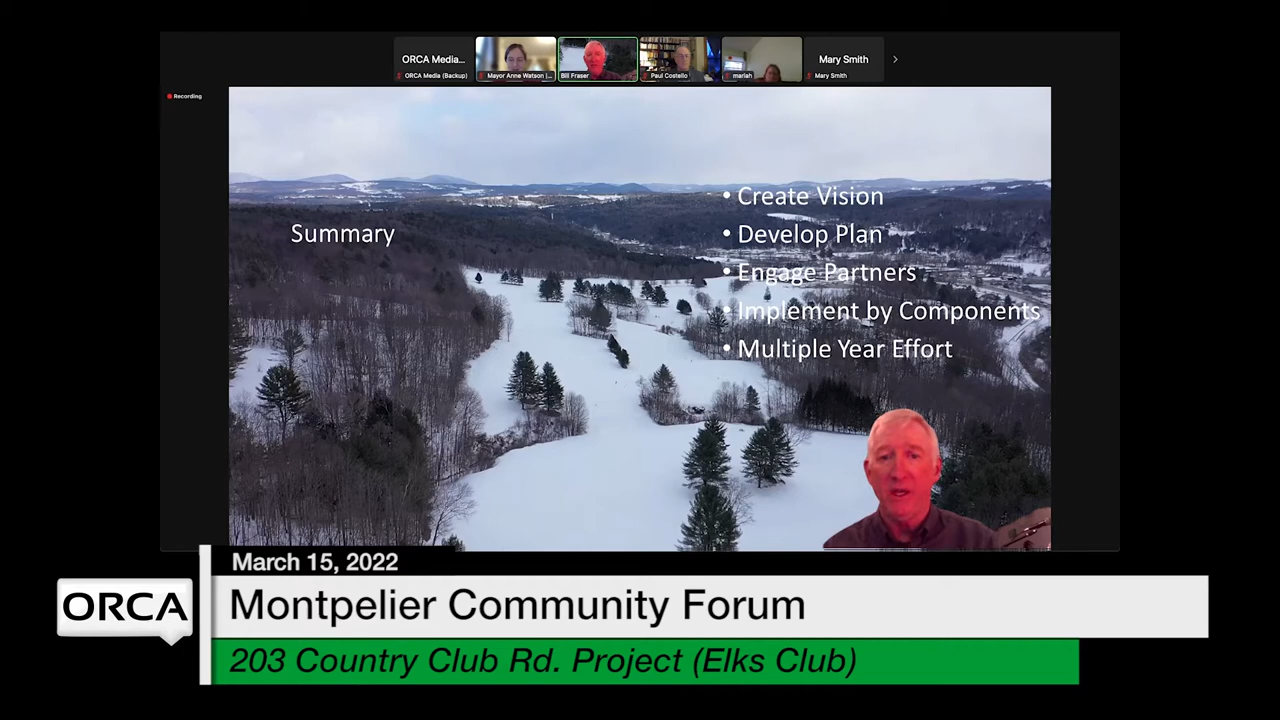 ORCA Media...
Mary Smith
ORCA Media (Backup)
Mayor Anne Watson |...
Bill Fraser
Paul Costello
mariah
Mary Smith
Recording
Summary
• Create Vision
• Develop Plan
• Engage Partners
• Implement by Components
• Multiple Year Effort
March 15, 2022
ORCA
Montpelier Community Forum
203 Country Club Rd. Project (Elks Club)